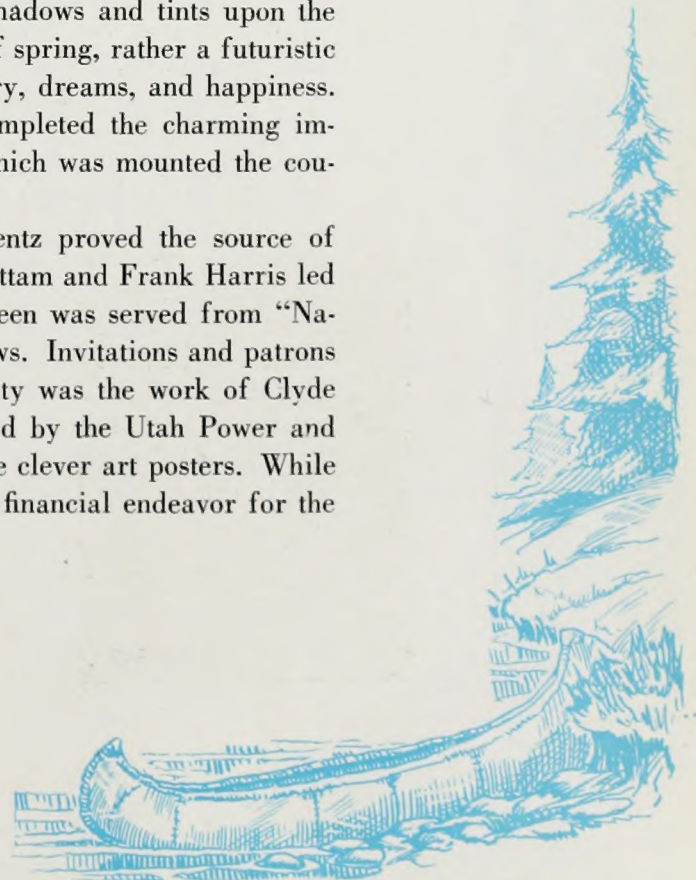 hadows and tints upon the
f spring, rather a futuristic
ry, dreams, and happiness.
mpleted the charming im-
hich was mounted the cou-
entz proved the source of
ttam and Frank Harris led
een was served from “Na-
ws. Invitations and patrons
ty was the work of Clyde
d by the Utah Power and
e clever art posters. While
financial endeavor for the